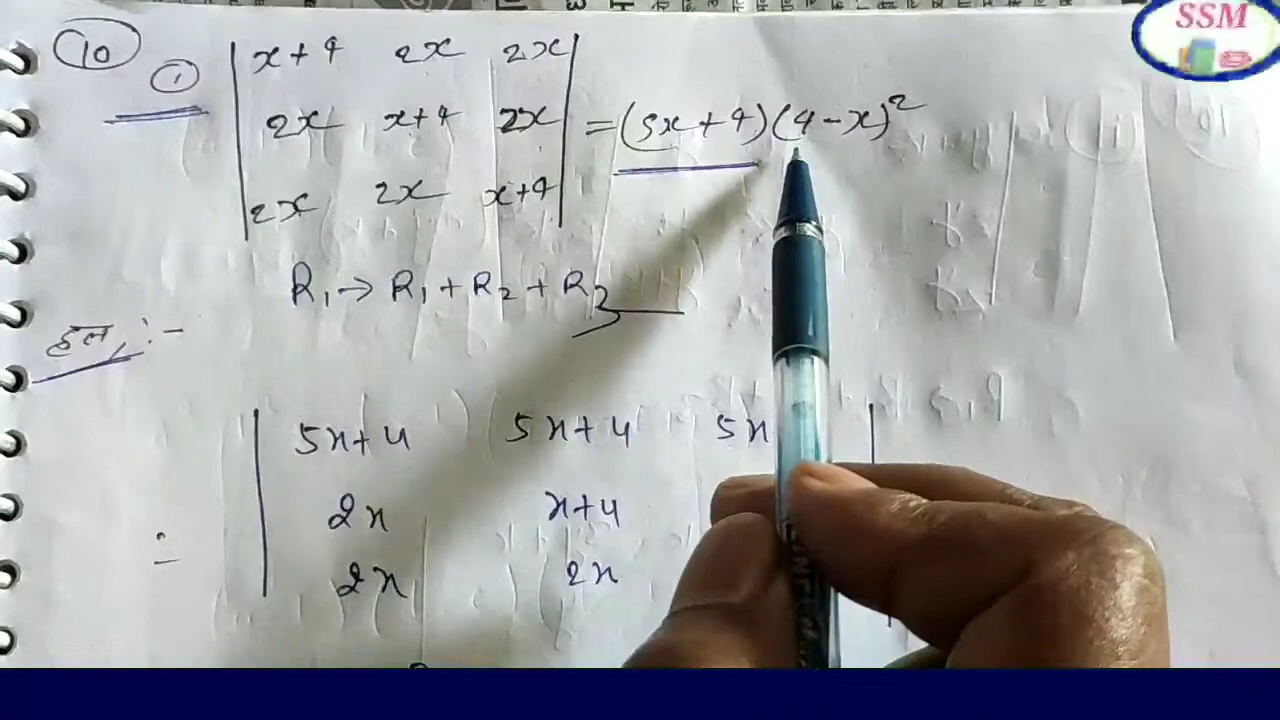 SSM
10
1 | x+4 2x 2x |
| 2x x+4 2x | = (5x+4)(4-x)²
| 2x 2x x+4 |
R₁ → R₁ + R₂ + R₃
हल,:-
| 5x+4 5x+4 5x |
= | 2x x+4
| 2x 2x